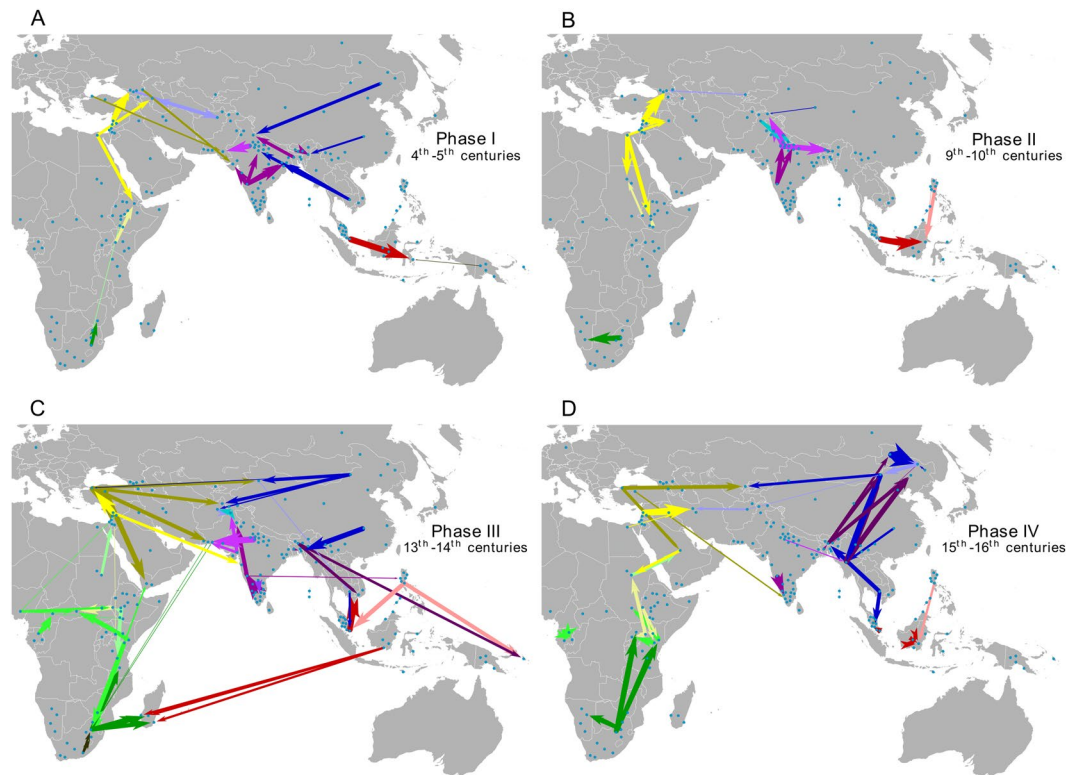 A
B
Phase I
4th-5th centuries
Phase II
9th-10th centuries
C
D
Phase III
13th-14th centuries
Phase IV
15th-16th centuries